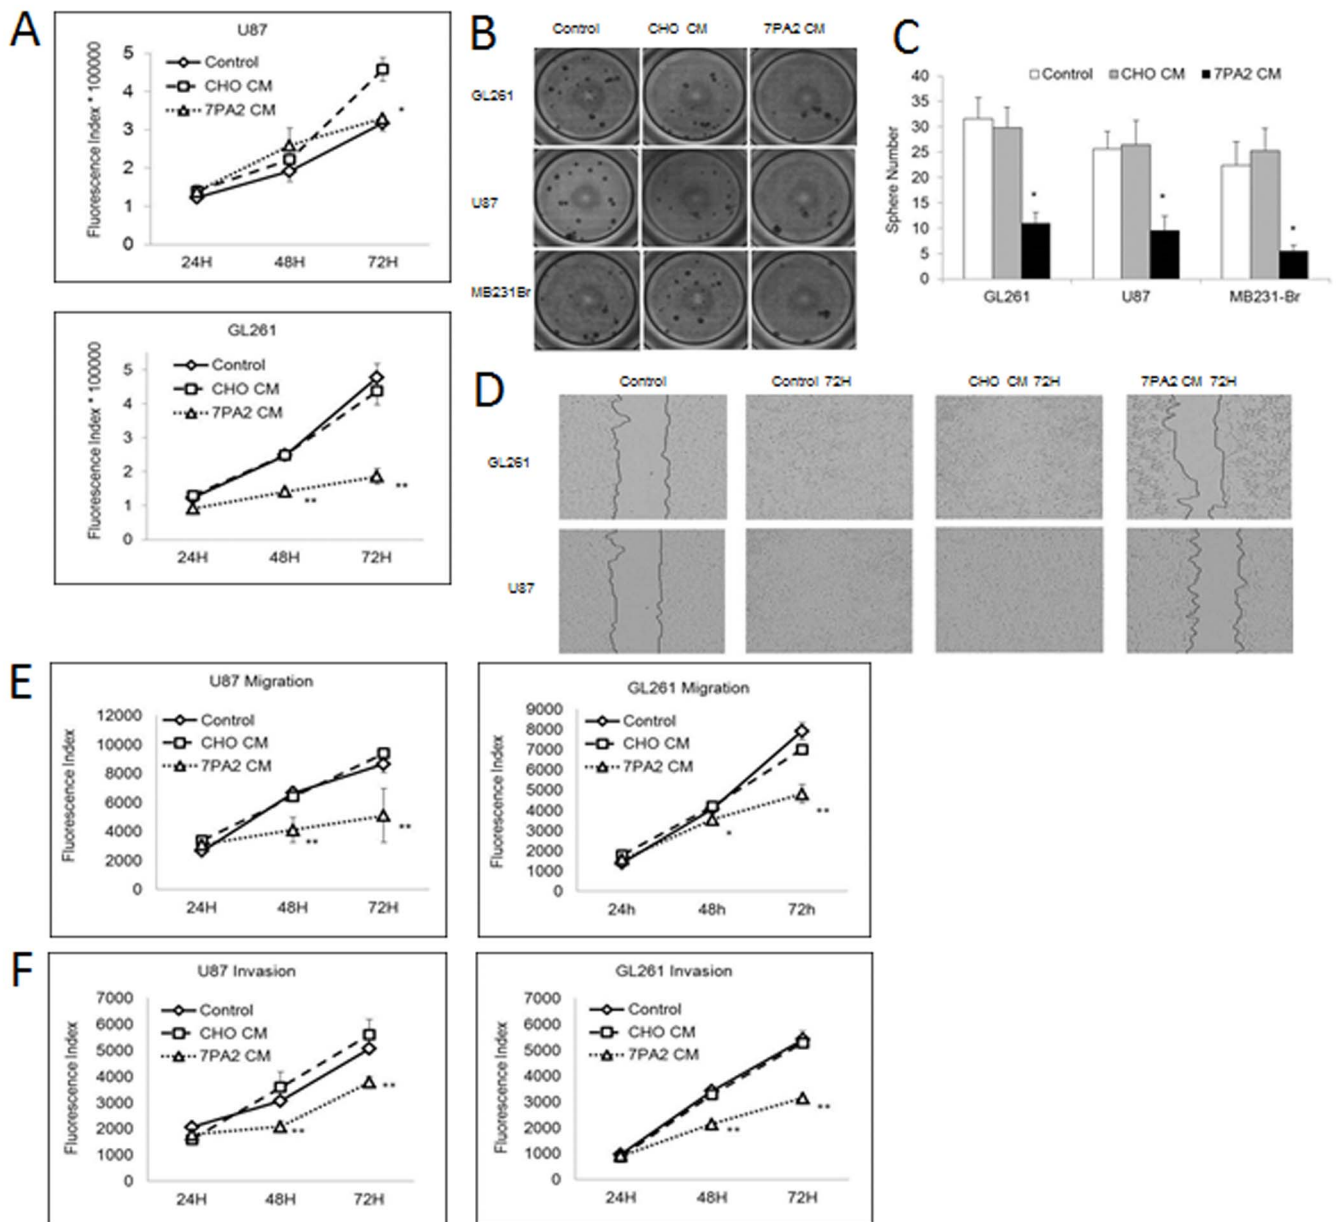 A
U87
Fluorescence Index * 100000
5
4
3
2
1
0
Control
CHO CM
7PA2 CM
*
24H 48H 72H
GL261
Fluorescence Index * 100000
5
4
3
2
1
0
Control
CHO CM
7PA2 CM
**
**
24H 48H 72H
B
Control CHO CM 7PA2 CM
GL261
U87
MB231Br
C
Control CHO CM 7PA2 CM
Sphere Number
40
35
30
25
20
15
10
5
0
* * *
GL261 U87 MB231-Br
D
Control Control 72H CHO CM 72H 7PA2 CM 72H
GL261
U87
E
U87 Migration
Fluorescence Index
12000
10000
8000
6000
4000
2000
0
Control
CHO CM
7PA2 CM
**
**
24H 48H 72H
GL261 Migration
Fluorescence Index
9000
8000
7000
6000
5000
4000
3000
2000
1000
0
Control
CHO CM
7PA2 CM
*
**
24h 48h 72h
F
U87 Invasion
Fluorescence Index
7000
6000
5000
4000
3000
2000
1000
0
Control
CHO CM
7PA2 CM
**
**
24H 48H 72H
GL261 Invasion
Fluorescence Index
7000
6000
5000
4000
3000
2000
1000
0
Control
CHO CM
7PA2 CM
**
**
24H 48H 72H